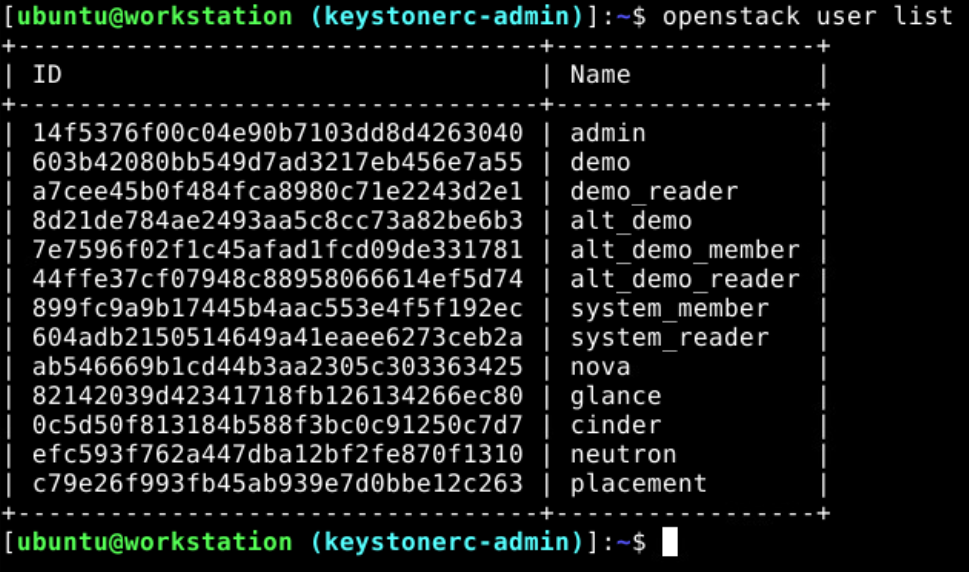 [ubuntu@workstation (keystonerc-admin)]:~$ openstack user list
+----------------------------------+-----------------+
| ID                               | Name            |
+----------------------------------+-----------------+
| 14f5376f00c04e90b7103dd8d4263040 | admin           |
| 603b42080bb549d7ad3217eb456e7a55 | demo            |
| a7cee45b0f484fca8980c71e2243d2e1 | demo_reader     |
| 8d21de784ae2493aa5c8cc73a82be6b3 | alt_demo        |
| 7e7596f02f1c45afad1fcd09de331781 | alt_demo_member |
| 44ffe37cf07948c88958066614ef5d74 | alt_demo_reader |
| 899fc9a9b17445b4aac553e4f5f192ec | system_member   |
| 604adb2150514649a41eaee6273ceb2a | system_reader   |
| ab546669b1cd44b3aa2305c303363425 | nova            |
| 82142039d42341718fb126134266ec80 | glance          |
| 0c5d50f813184b588f3bc0c91250c7d7 | cinder          |
| efc593f762a447dba12bf2fe870f1310 | neutron         |
| c79e26f993fb45ab939e7d0bbe12c263 | placement       |
+----------------------------------+-----------------+
[ubuntu@workstation (keystonerc-admin)]:~$